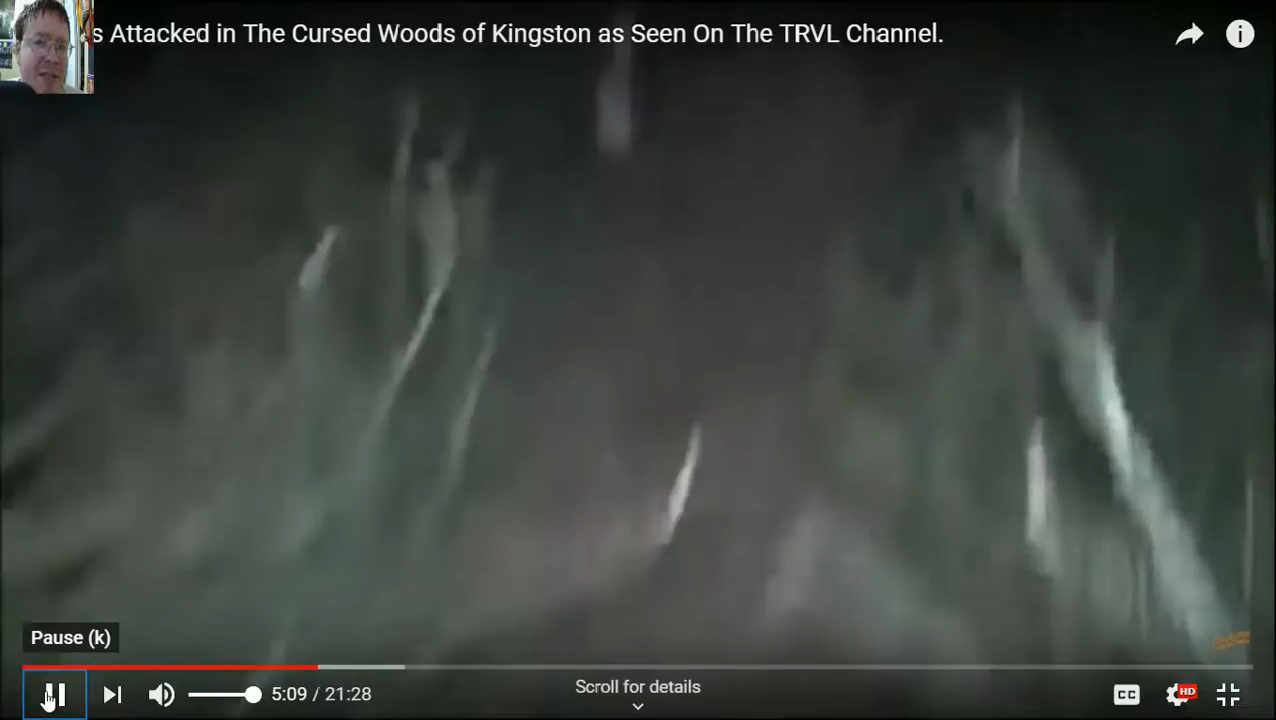 s Attacked in The Cursed Woods of Kingston as Seen On The TRVL Channel.
Pause (k)
5:09 / 21:28
Scroll for details
CC
HD